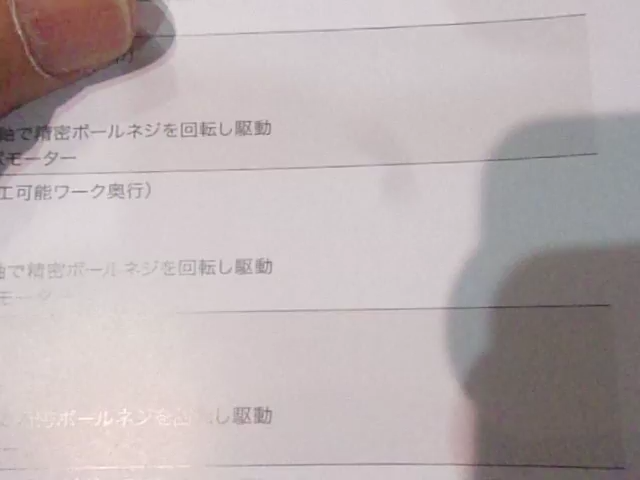 軸で精密ボールネジを回転し駆動
モーター
工可能ワーク奥行）
軸で精密ボールネジを回転し駆動
モーター
ボールネジを回転し駆動